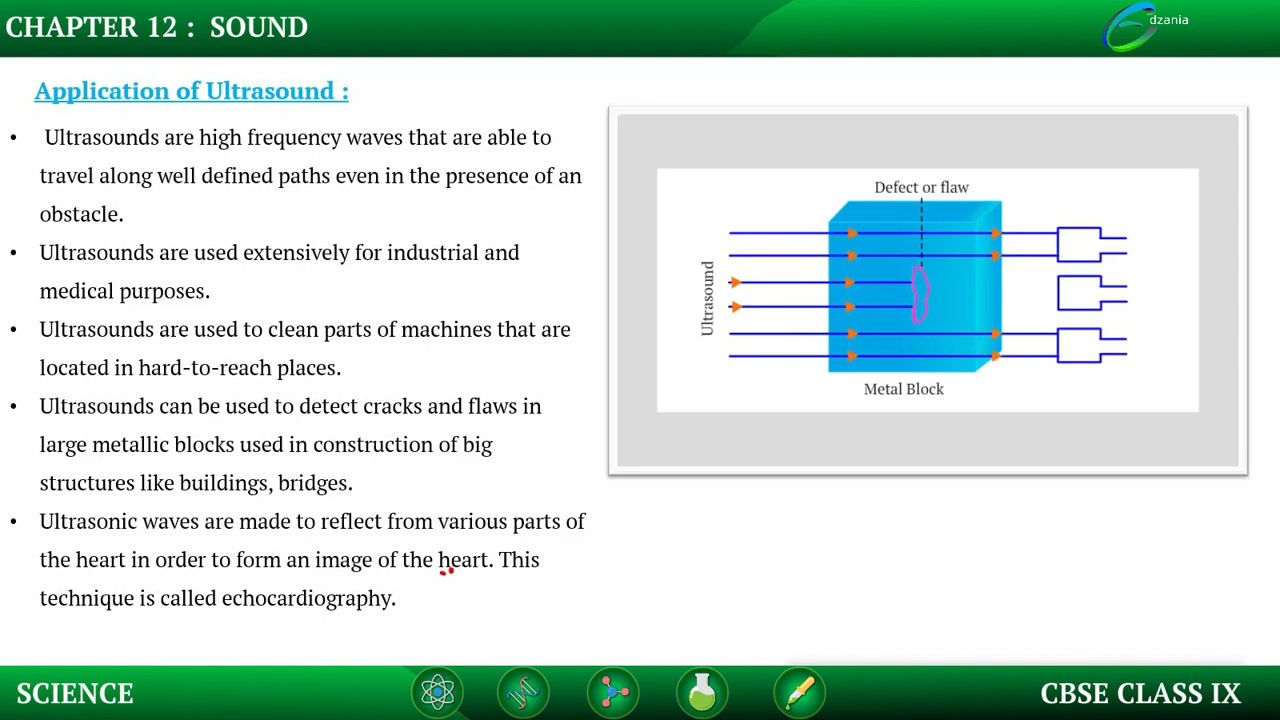 CHAPTER 12 : SOUND
dzania
Application of Ultrasound :
• Ultrasounds are high frequency waves that are able to
travel along well defined paths even in the presence of an
obstacle.
• Ultrasounds are used extensively for industrial and
medical purposes.
• Ultrasounds are used to clean parts of machines that are
located in hard-to-reach places.
• Ultrasounds can be used to detect cracks and flaws in
large metallic blocks used in construction of big
structures like buildings, bridges.
• Ultrasonic waves are made to reflect from various parts of
the heart in order to form an image of the heart. This
technique is called echocardiography.
Defect or flaw
Ultrasound
Metal Block
SCIENCE
CBSE CLASS IX